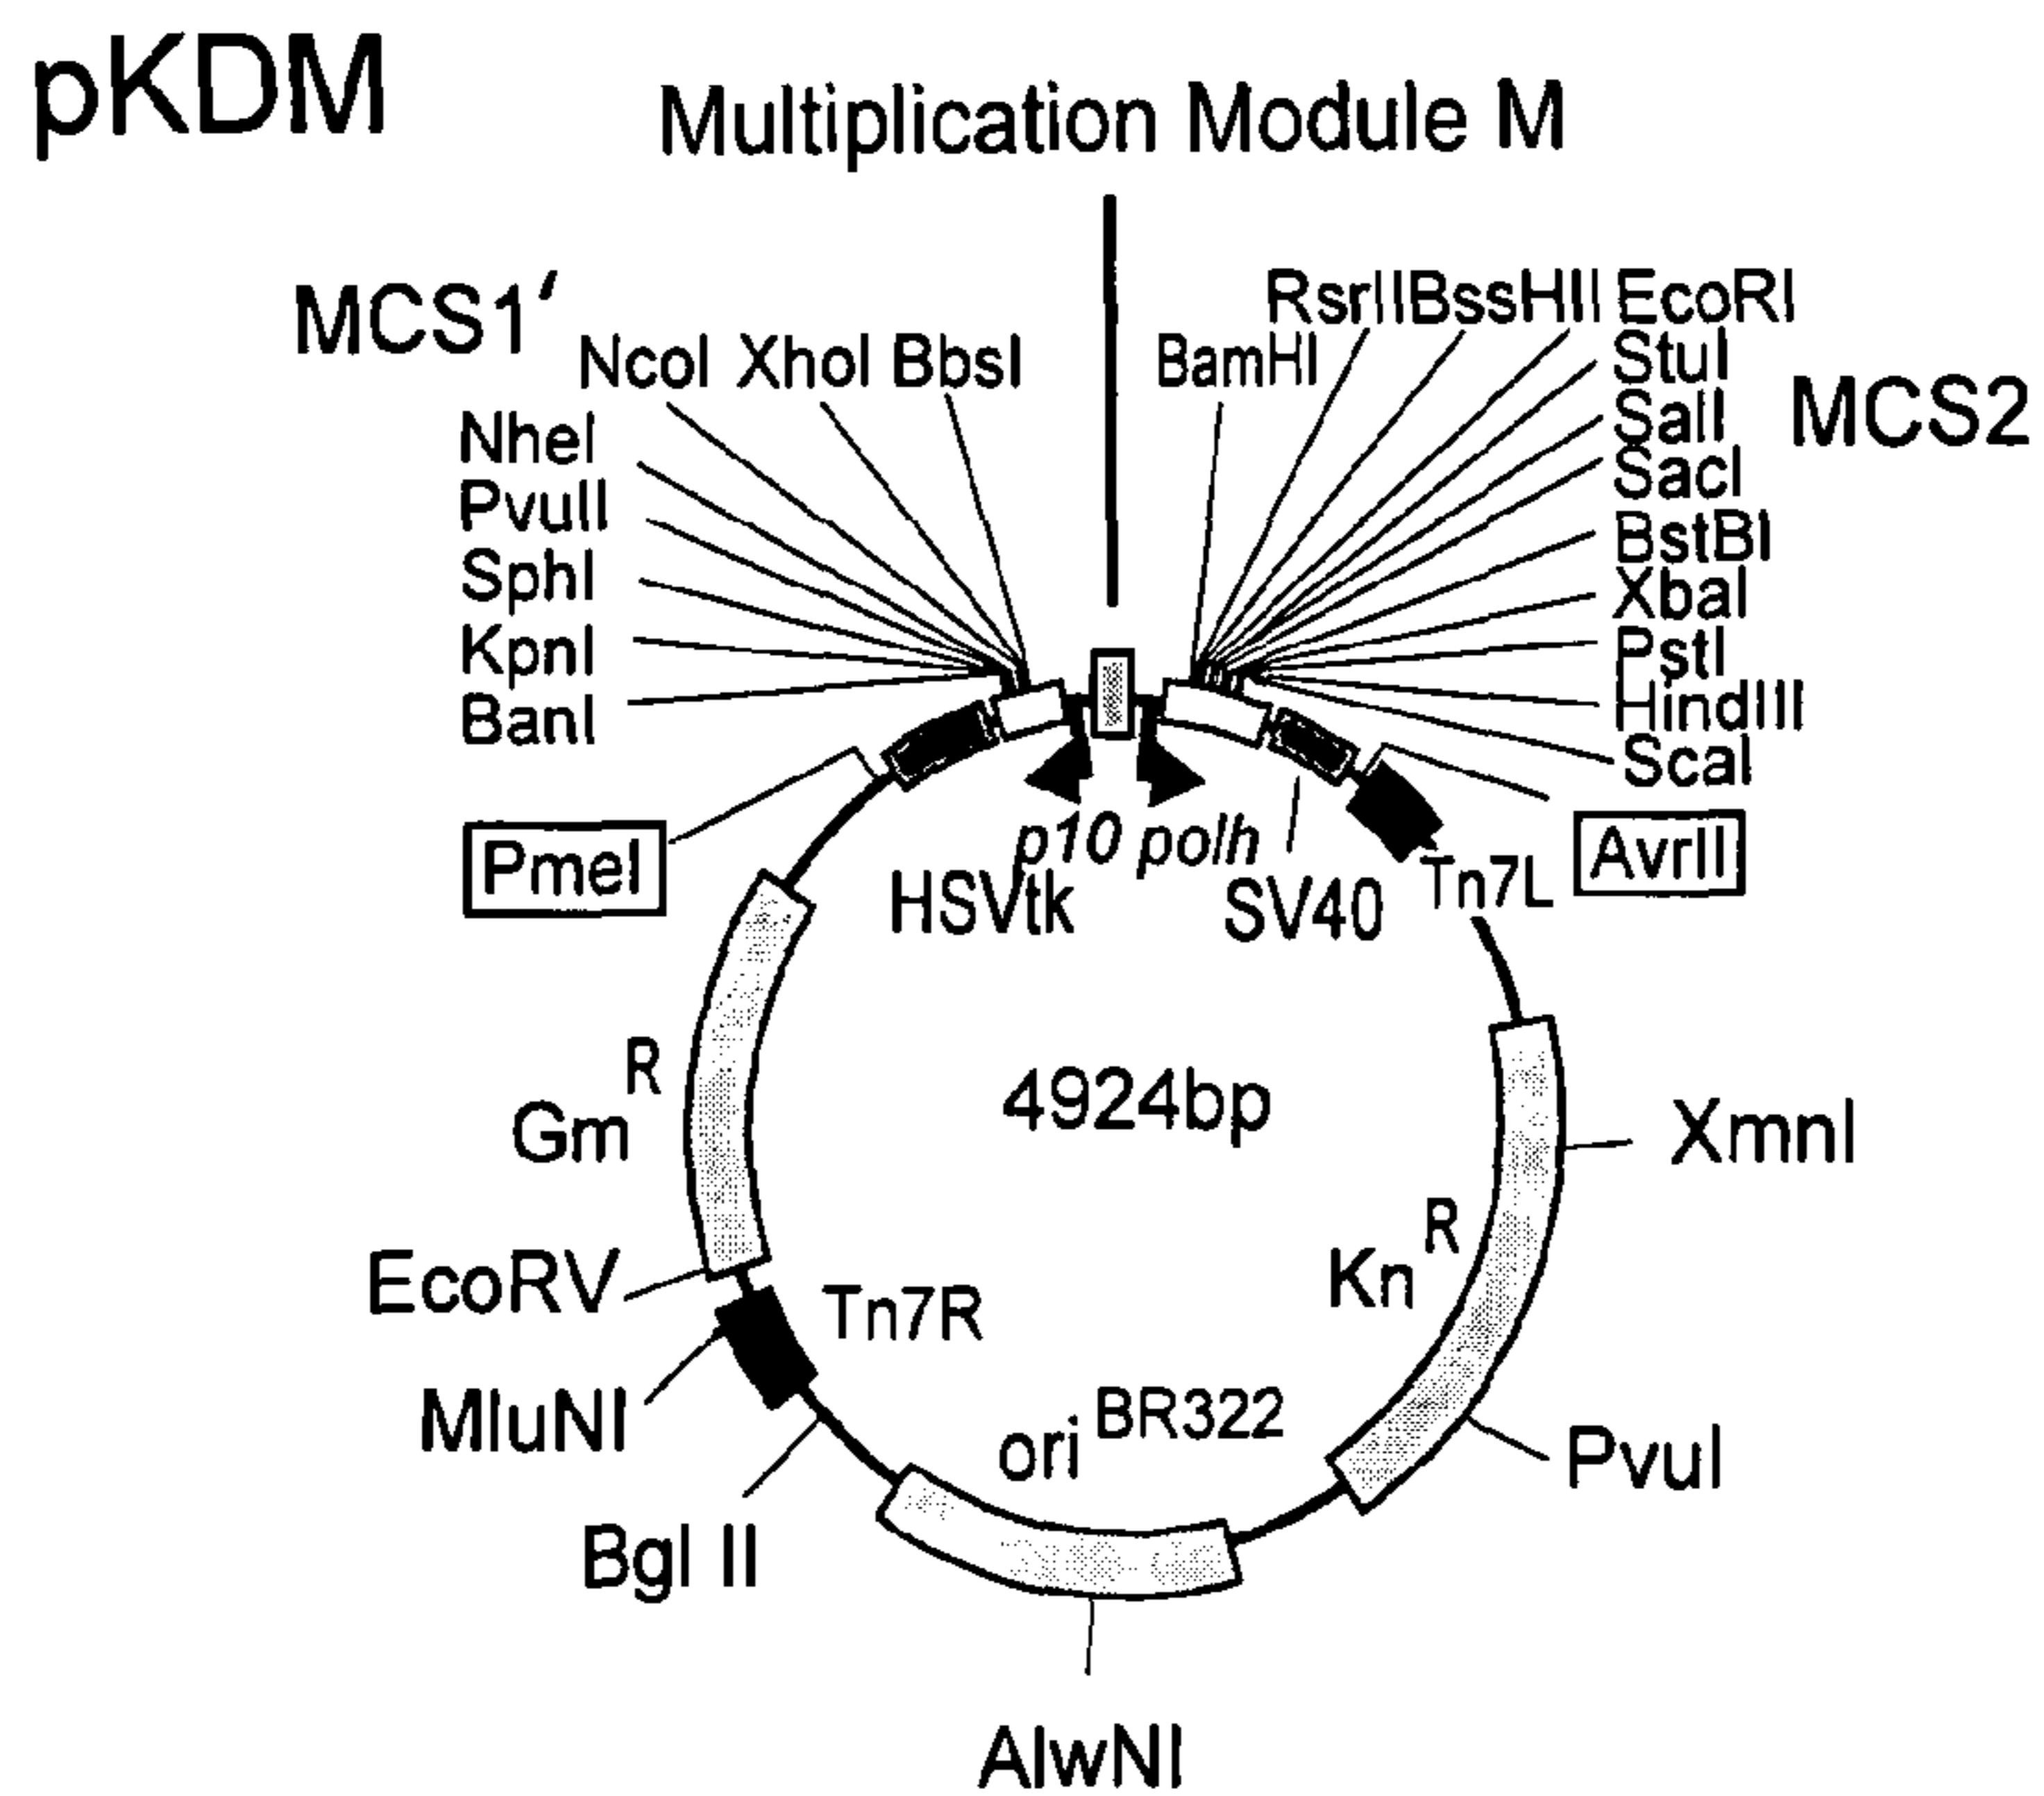 pKDM
Multiplication Module M
MCS1′
RsrII BssHII EcoRI
NcoI XhoI BbsI
BamHI
StuI
MCS2
NheI
SalI
SacI
PvuII
BstBI
SphI
XbaI
KpnI
PstI
BanI
HindIII
ScaI
PmeI
p10 polh
AvrII
HSVtk
SV40
Tn7L
Gm R
4924bp
XmnI
Kn R
EcoRV
Tn7R
MluNI
ori BR322
PvuI
Bgl II
AlwNI